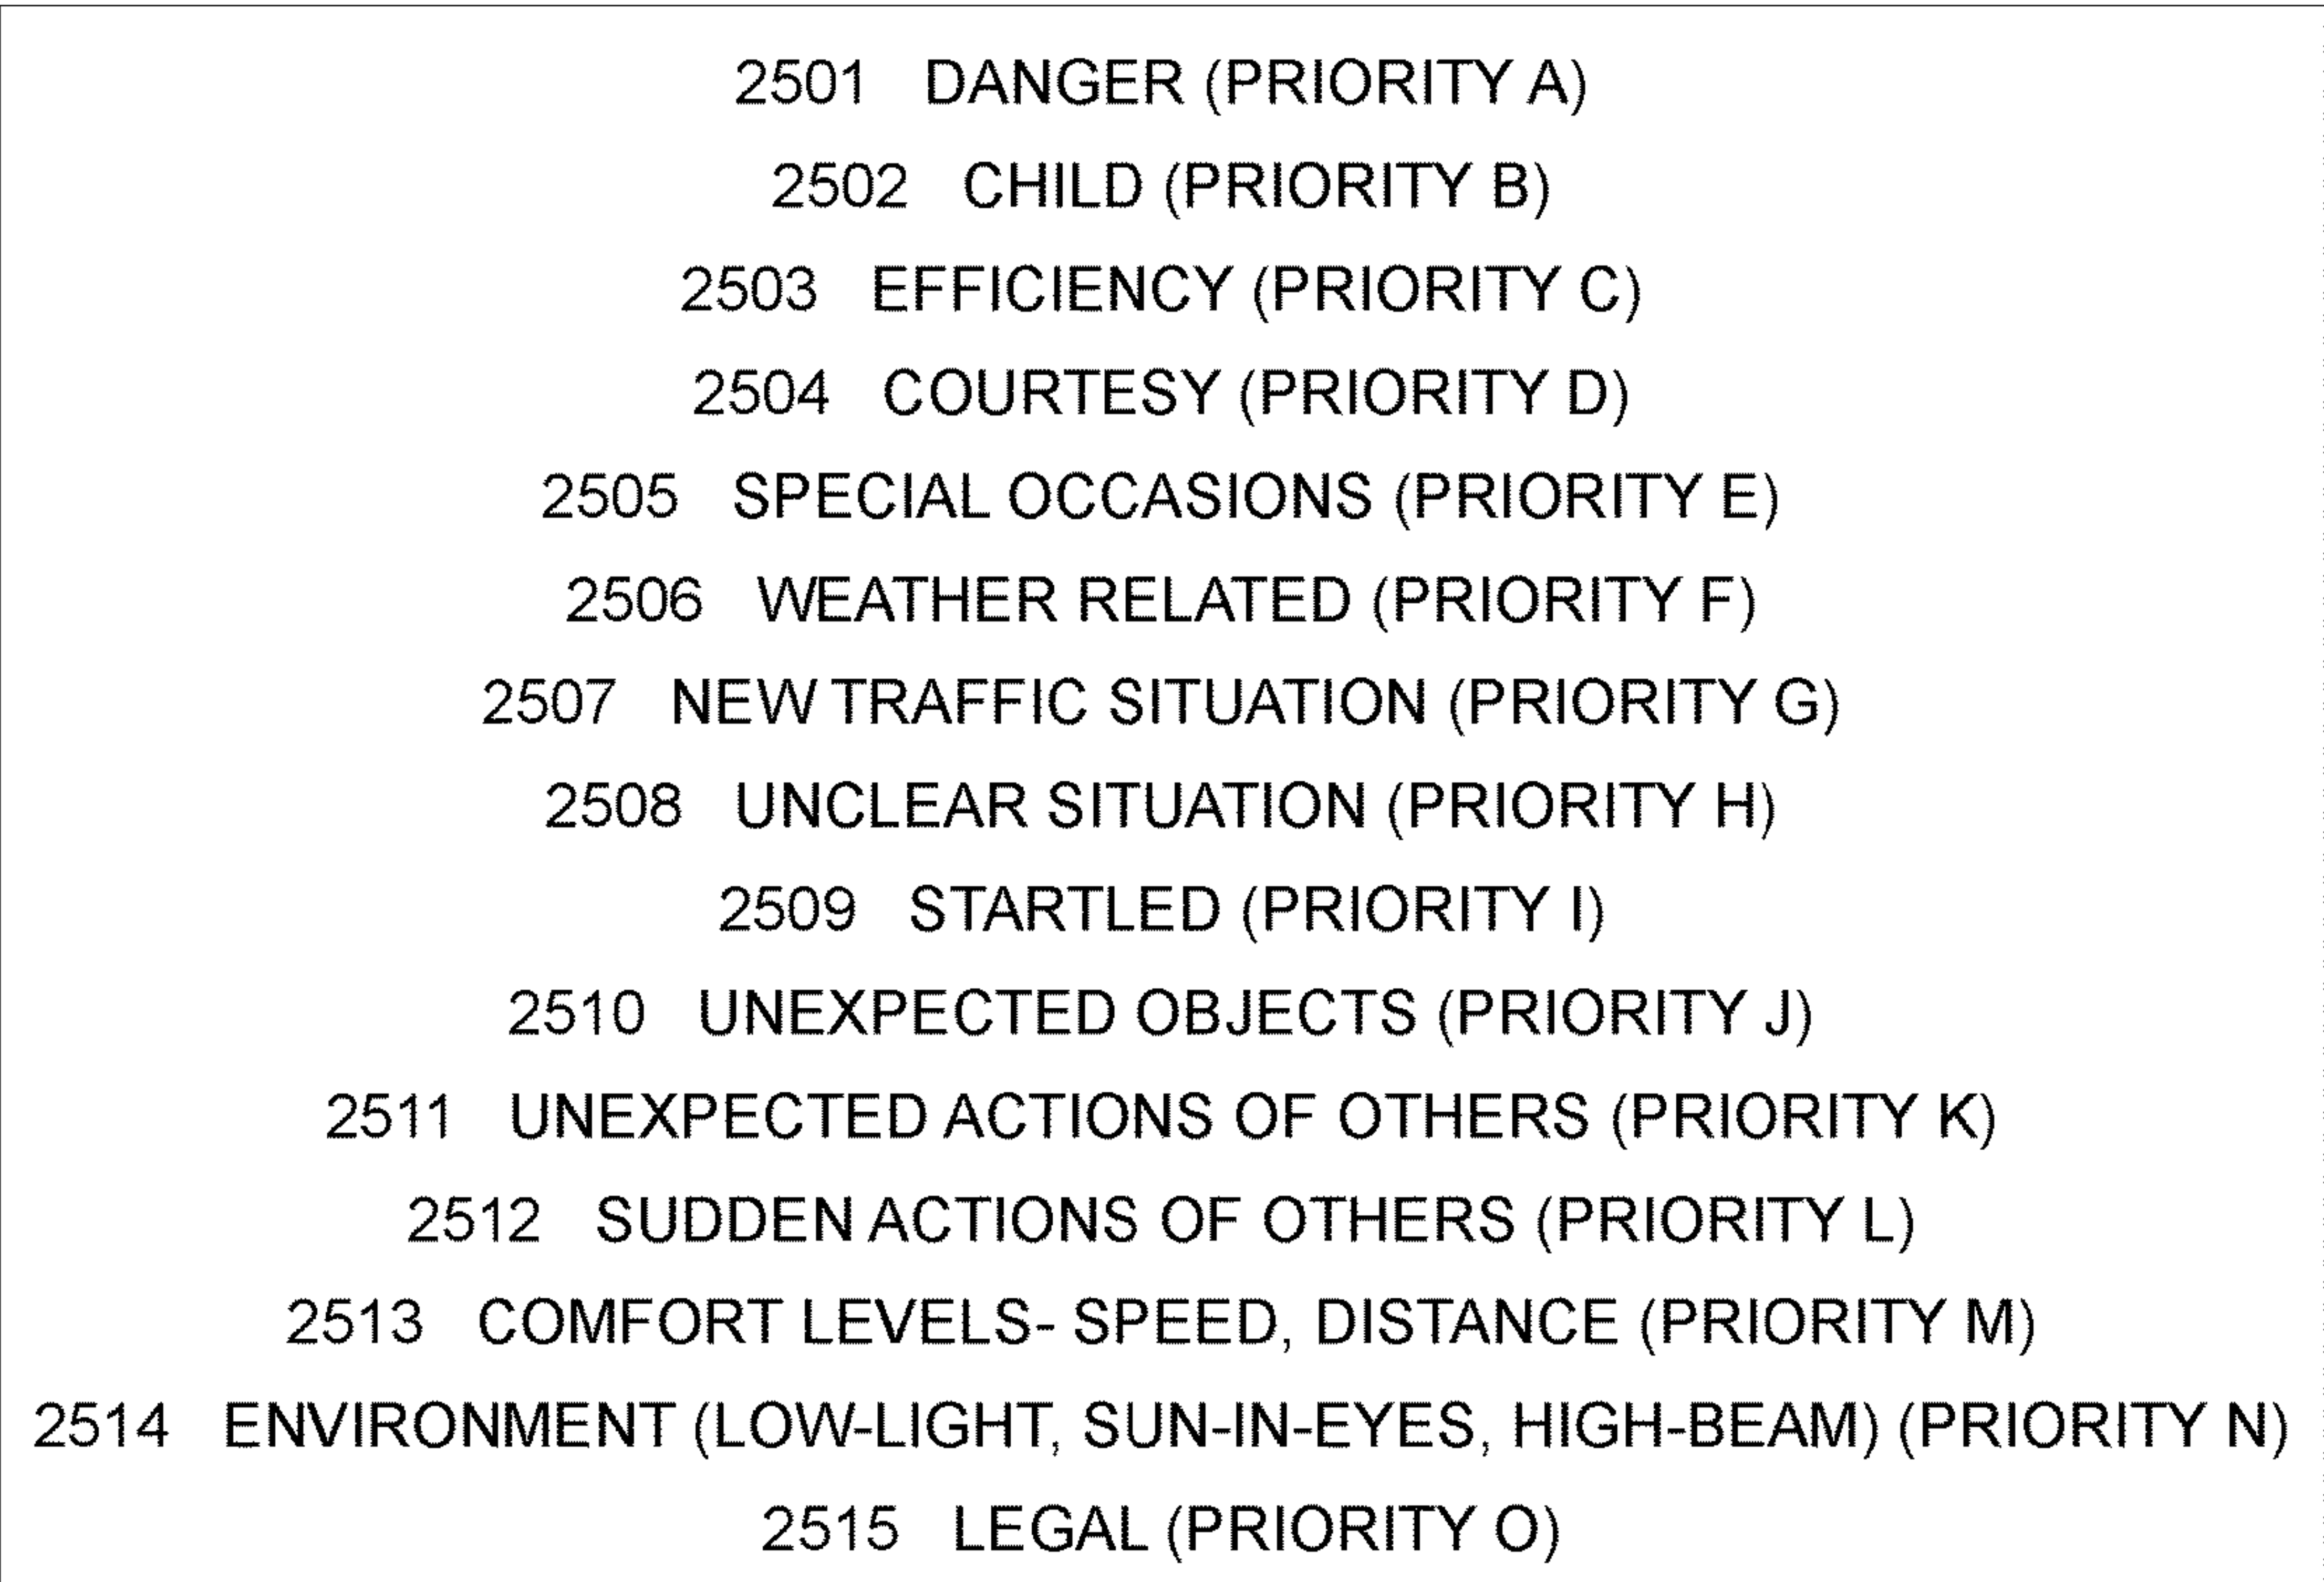 2501 DANGER (PRIORITY A)
2502 CHILD (PRIORITY B)
2503 EFFICIENCY (PRIORITY C)
2504 COURTESY (PRIORITY D)
2505 SPECIAL OCCASIONS (PRIORITY E)
2506 WEATHER RELATED (PRIORITY F)
2507 NEW TRAFFIC SITUATION (PRIORITY G)
2508 UNCLEAR SITUATION (PRIORITY H)
2509 STARTLED (PRIORITY I)
2510 UNEXPECTED OBJECTS (PRIORITY J)
2511 UNEXPECTED ACTIONS OF OTHERS (PRIORITY K)
2512 SUDDEN ACTIONS OF OTHERS (PRIORITY L)
2513 COMFORT LEVELS- SPEED, DISTANCE (PRIORITY M)
2514 ENVIRONMENT (LOW-LIGHT, SUN-IN-EYES, HIGH-BEAM) (PRIORITY N)
2515 LEGAL (PRIORITY O)